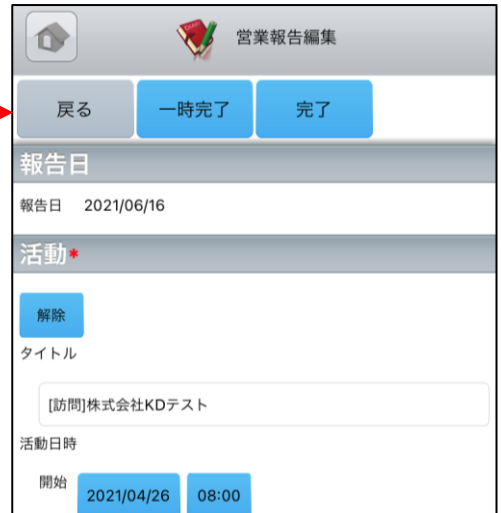 営業報告編集
戻る 一時完了 完了
報告日
報告日 2021/06/16
活動*
解除
タイトル
[訪問]株式会社KDテスト
活動日時
開始 2021/04/26 08:00